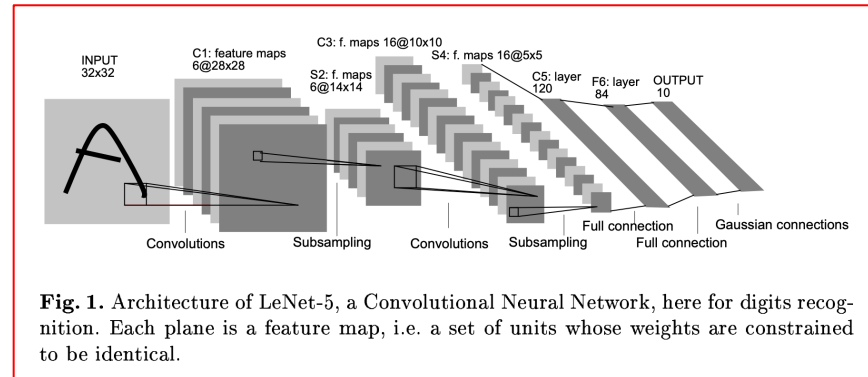 INPUT
32x32
C1: feature maps
6@28x28
S2: f. maps
6@14x14
C3: f. maps 16@10x10
S4: f. maps 16@5x5
C5: layer
120
F6: layer
84
OUTPUT
10
Convolutions
Subsampling
Convolutions
Subsampling
Full connection
Full connection
Gaussian connections
Fig. 1. Architecture of LeNet-5, a Convolutional Neural Network, here for digits recog-
nition. Each plane is a feature map, i.e. a set of units whose weights are constrained
to be identical.